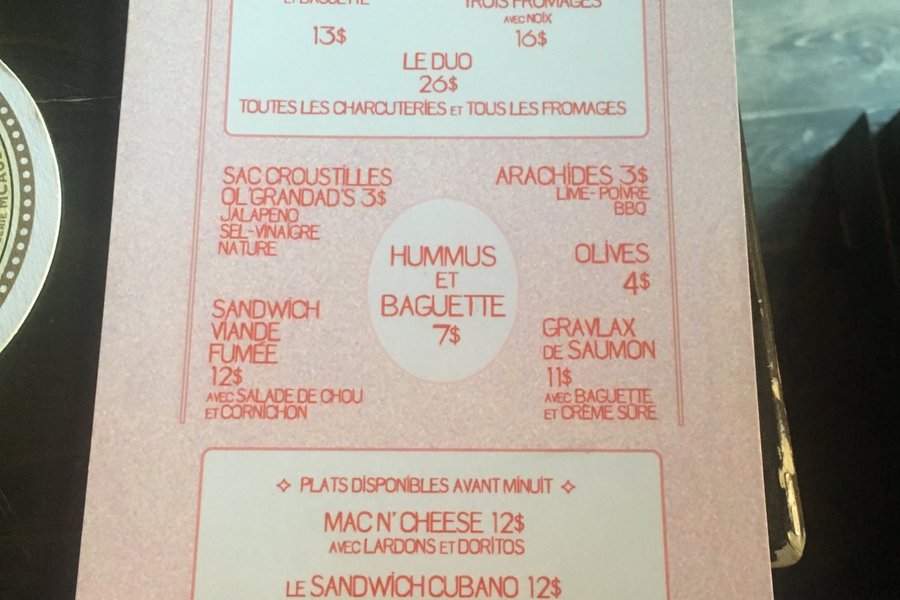 ET BAGUETTE
13$
TROIS FROMAGES
AVEC NOIX
16$
LE DUO
26$
TOUTES LES CHARCUTERIES ET TOUS LES FROMAGES
SAC CROUSTILLES
OL'GRANDAD'S 3$
JALAPENO
SEL-VINAIGRE
NATURE
ARACHIDES 3$
LIME-POIVRE
BBQ
HUMMUS
ET
BAGUETTE
7$
OLIVES
4$
SANDWICH
VIANDE
FUMÉE
12$
AVEC SALADE DE CHOU
ET CORNICHON
GRAVLAX
DE SAUMON
11$
AVEC BAGUETTE
ET CRÈME SÛRE
PLATS DISPONIBLES AVANT MINUIT
MAC N' CHEESE 12$
AVEC LARDONS ET DORITOS
LE SANDWICH CUBANO 12$